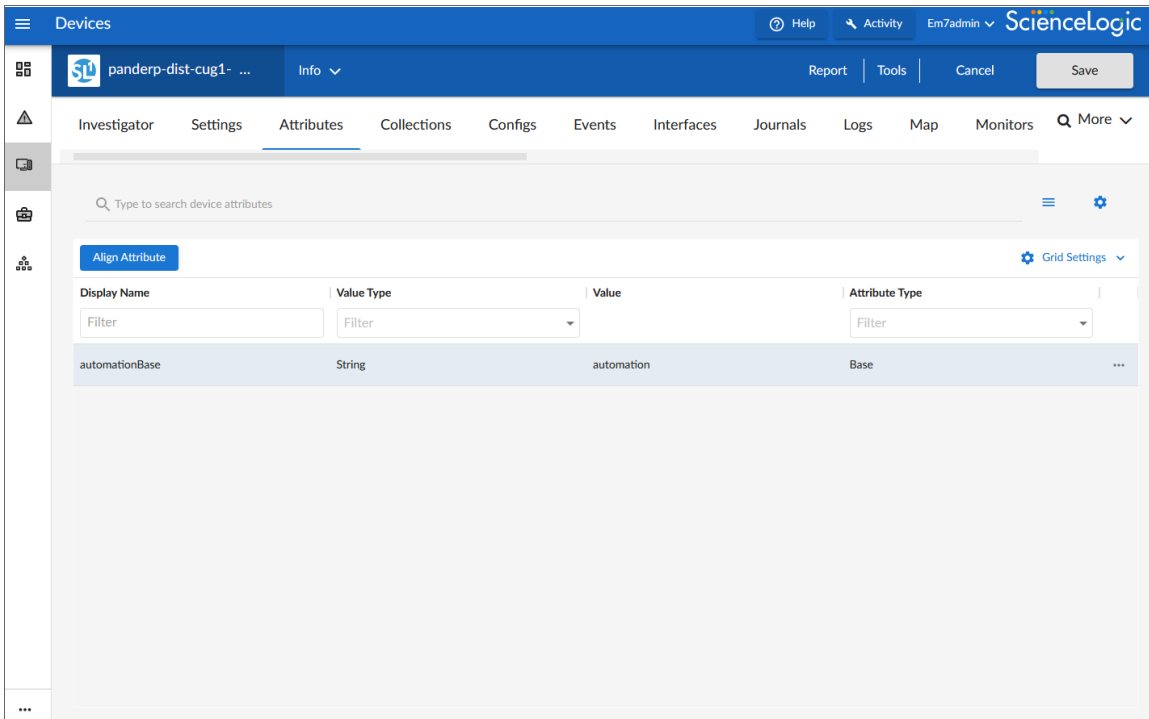 Devices
Help
Activity
Em7admin
ScienceLogic
SL1
panderp-dist-cug1- ...
Info
Report
Tools
Cancel
Save
Investigator
Settings
Attributes
Collections
Configs
Events
Interfaces
Journals
Logs
Map
Monitors
More
Type to search device attributes
Align Attribute
Grid Settings
Display Name
Value Type
Value
Attribute Type
Filter
Filter
Filter
automationBase
String
automation
Base